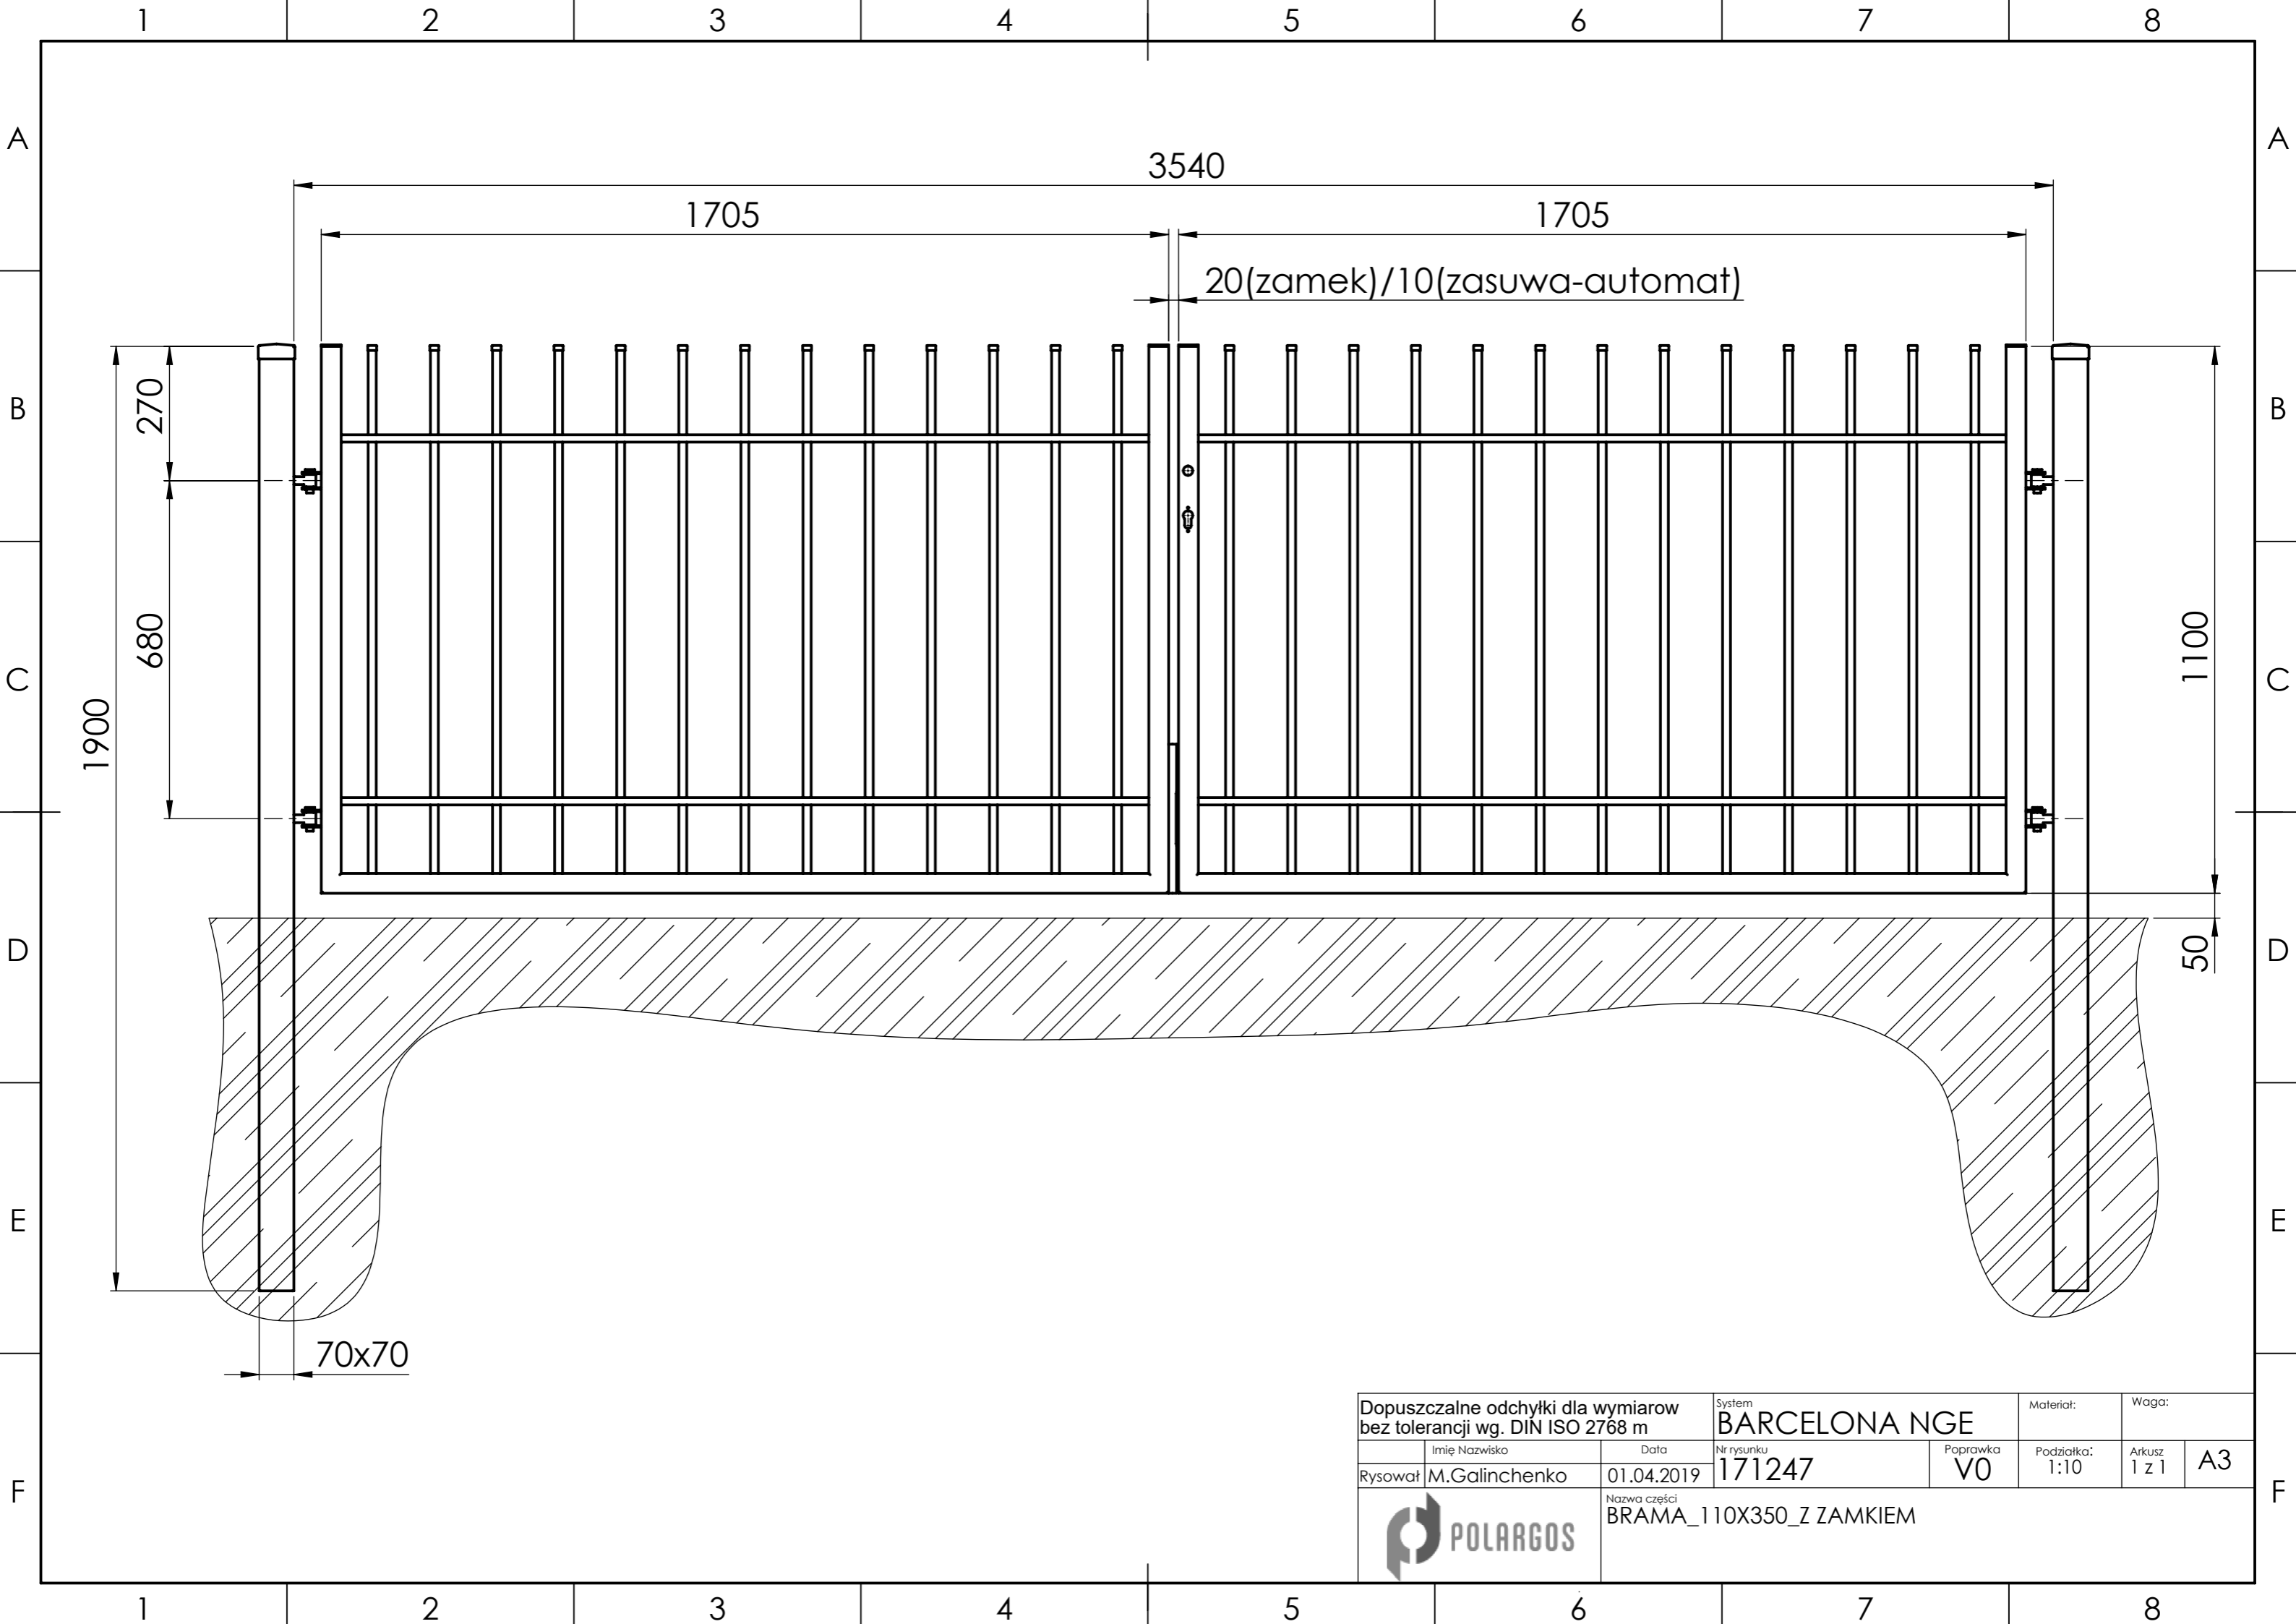 1 2 3 4 5 6 7 8
A A
3540
1705 1705
20(zamek)/10(zasuwa-automat)
270
B B
680
1100
C C
1900
50
D D
E E
70x70
Dopuszczalne odchyłki dla wymiarow
bez tolerancji wg. DIN ISO 2768 m
System
BARCELONA NGE
Materiał:
Waga:
Imię Nazwisko
Data
Rysował
M.Galinchenko
01.04.2019
Nr rysunku
171247
Poprawka
V0
Podziałka:
1:10
Arkusz
1 z 1
A3
F F
POLARGOS
Nazwa części
BRAMA_110X350_Z ZAMKIEM
1 2 3 4 5 6 7 8